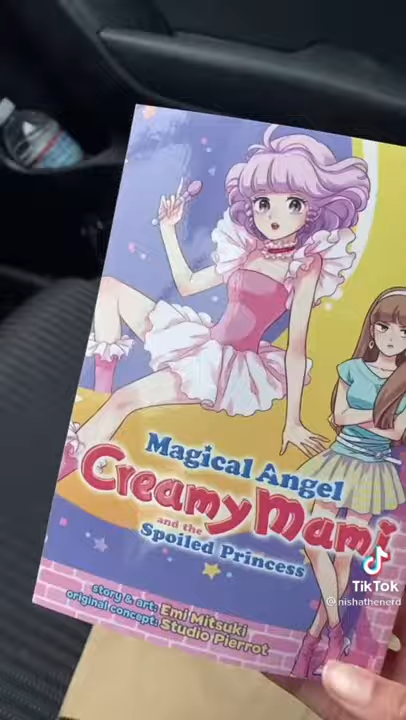 Magical Angel
Creamy Mami
and the
Spoiled Princess
story & art: Emi Mitsuki
original concept: Studio Pierrot
TikTok
@nishathenerd